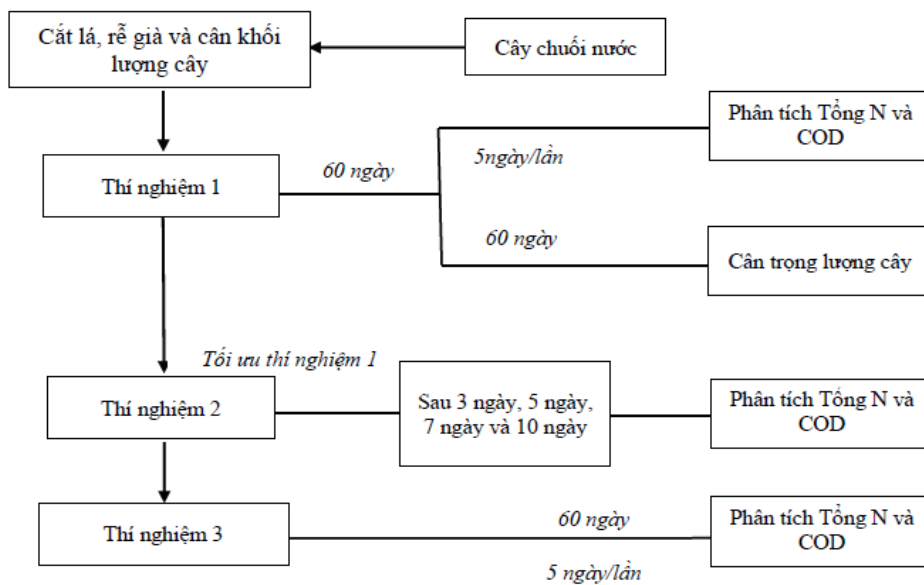 Cắt lá, rễ già và cân khối
lượng cây
Cây chuối nước
Phân tích Tổng N và
COD
5ngày/lần
60 ngày
Thí nghiệm 1
60 ngày
Cân trọng lượng cây
Tối ưu thí nghiệm 1
Thí nghiệm 2
Sau 3 ngày, 5 ngày,
7 ngày và 10 ngày
Phân tích Tổng N và
COD
Thí nghiệm 3
60 ngày
5 ngày/lần
Phân tích Tổng N và
COD